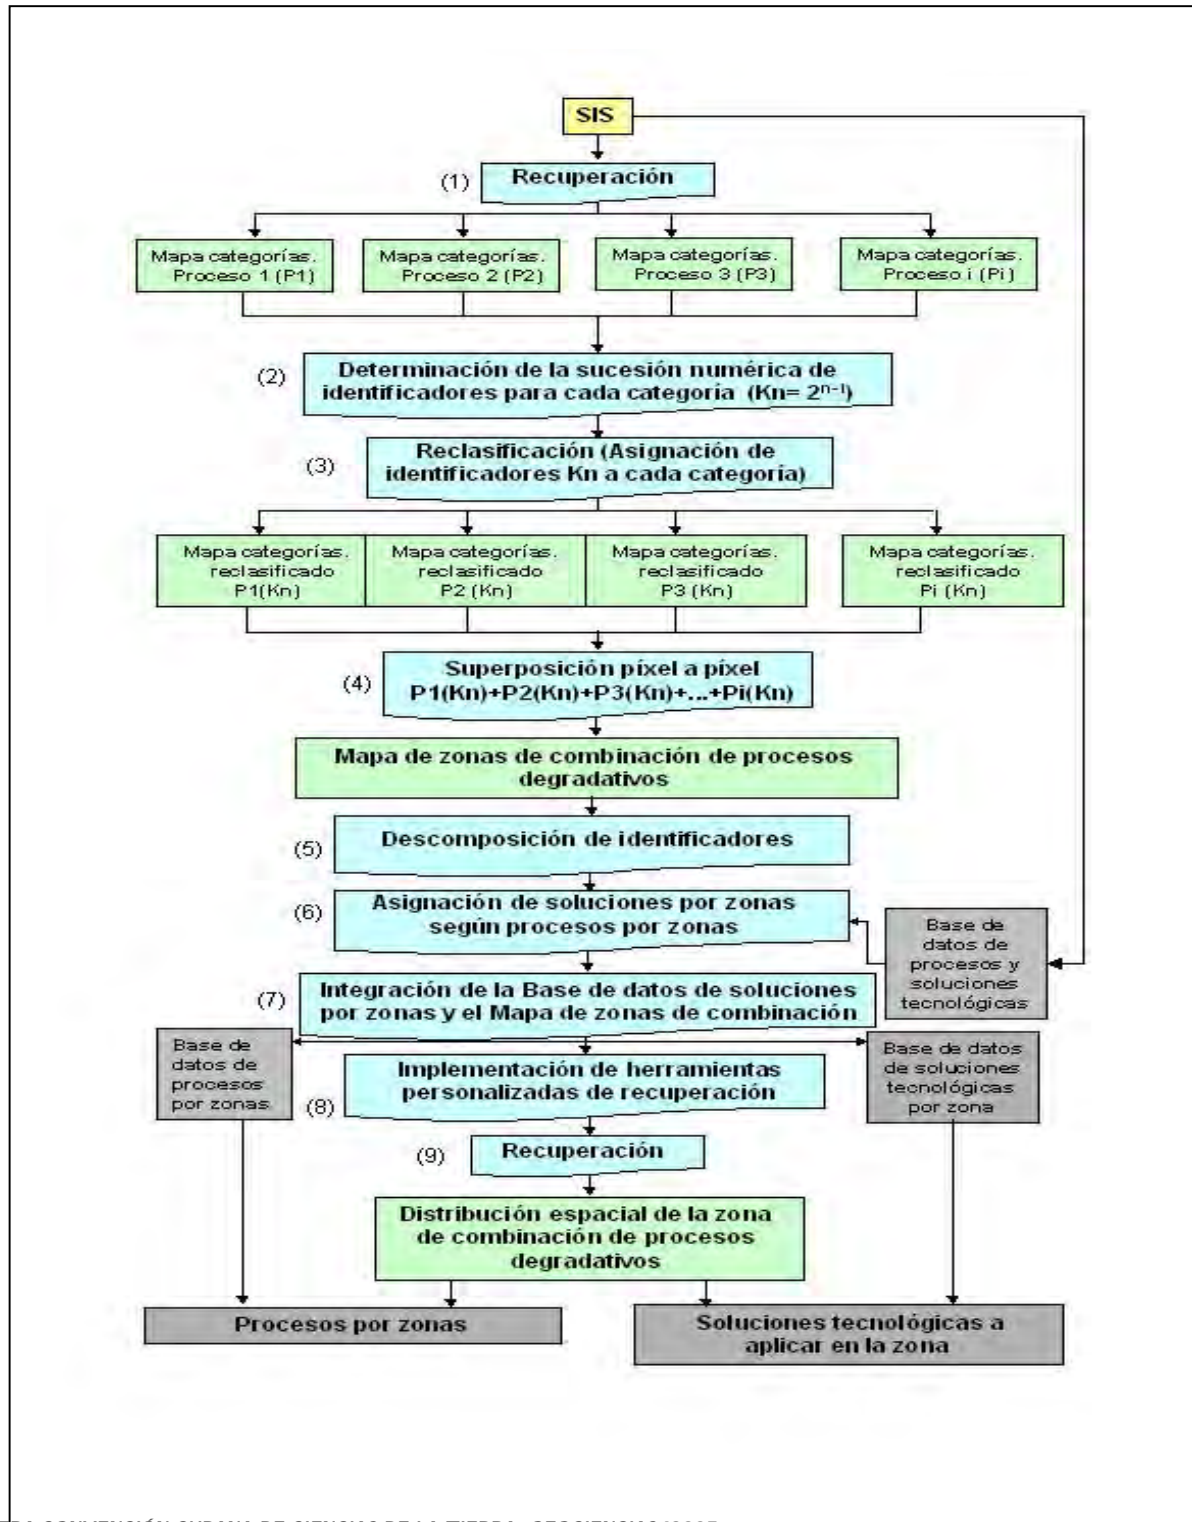 SIS
(1)
Recuperación
Mapa categorías.
Proceso 1 (P1)
Mapa categorías.
Proceso 2 (P2)
Mapa categorías.
Proceso 3 (P3)
Mapa categorías.
Proceso i (Pi)
(2)
Determinación de la sucesión numérica de
identificadores para cada categoría (Kn= 2ⁿ⁻¹)
(3)
Reclasificación (Asignación de
identificadores Kn a cada categoría)
Mapa categorías.
reclasificado
P1(Kn)
Mapa categorías.
reclasificado
P2 (Kn)
Mapa categorías.
reclasificado
P3 (Kn)
Mapa categorías.
reclasificado
Pi (Kn)
(4)
Superposición píxel a píxel
P1(Kn)+P2(Kn)+P3(Kn)+...+Pi(Kn)
Mapa de zonas de combinación de procesos
degradativos
(5)
Descomposición de identificadores
(6)
Asignación de soluciones por zonas
según procesos por zonas
Base de
datos de
procesos y
soluciones
tecnológicas
(7)
Integración de la Base de datos de soluciones
por zonas y el Mapa de zonas de combinación
Base de
datos de
procesos
por zonas
Base de datos
de soluciones
tecnológicas
por zona
(8)
Implementación de herramientas
personalizadas de recuperación
(9)
Recuperación
Distribución espacial de la zona
de combinación de procesos
degradativos
Procesos por zonas
Soluciones tecnológicas a
aplicar en la zona